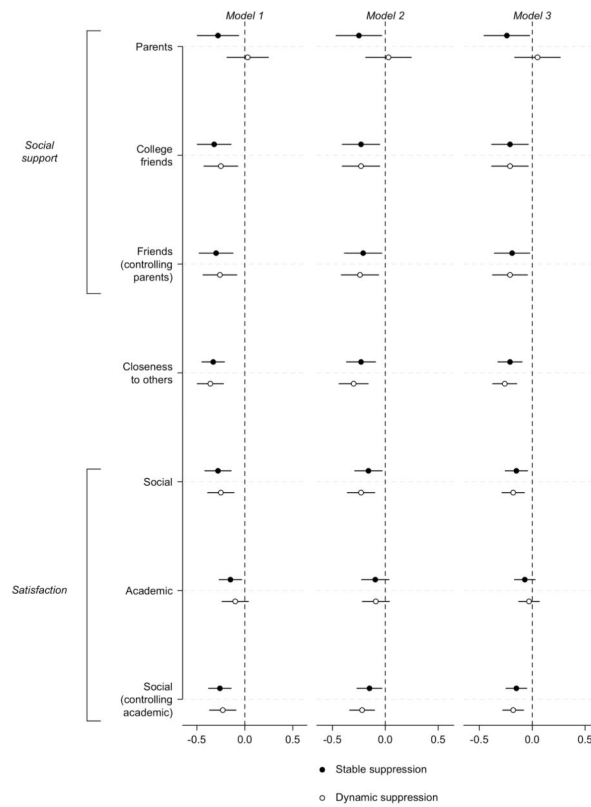 Model 1
Model 2
Model 3
Parents
Social
support
College
friends
Friends
(controlling
parents)
Closeness
to others
Social
Satisfaction
Academic
Social
(controlling
academic)
-0.5 0.0 0.5
-0.5 0.0 0.5
-0.5 0.0 0.5
Stable suppression
Dynamic suppression